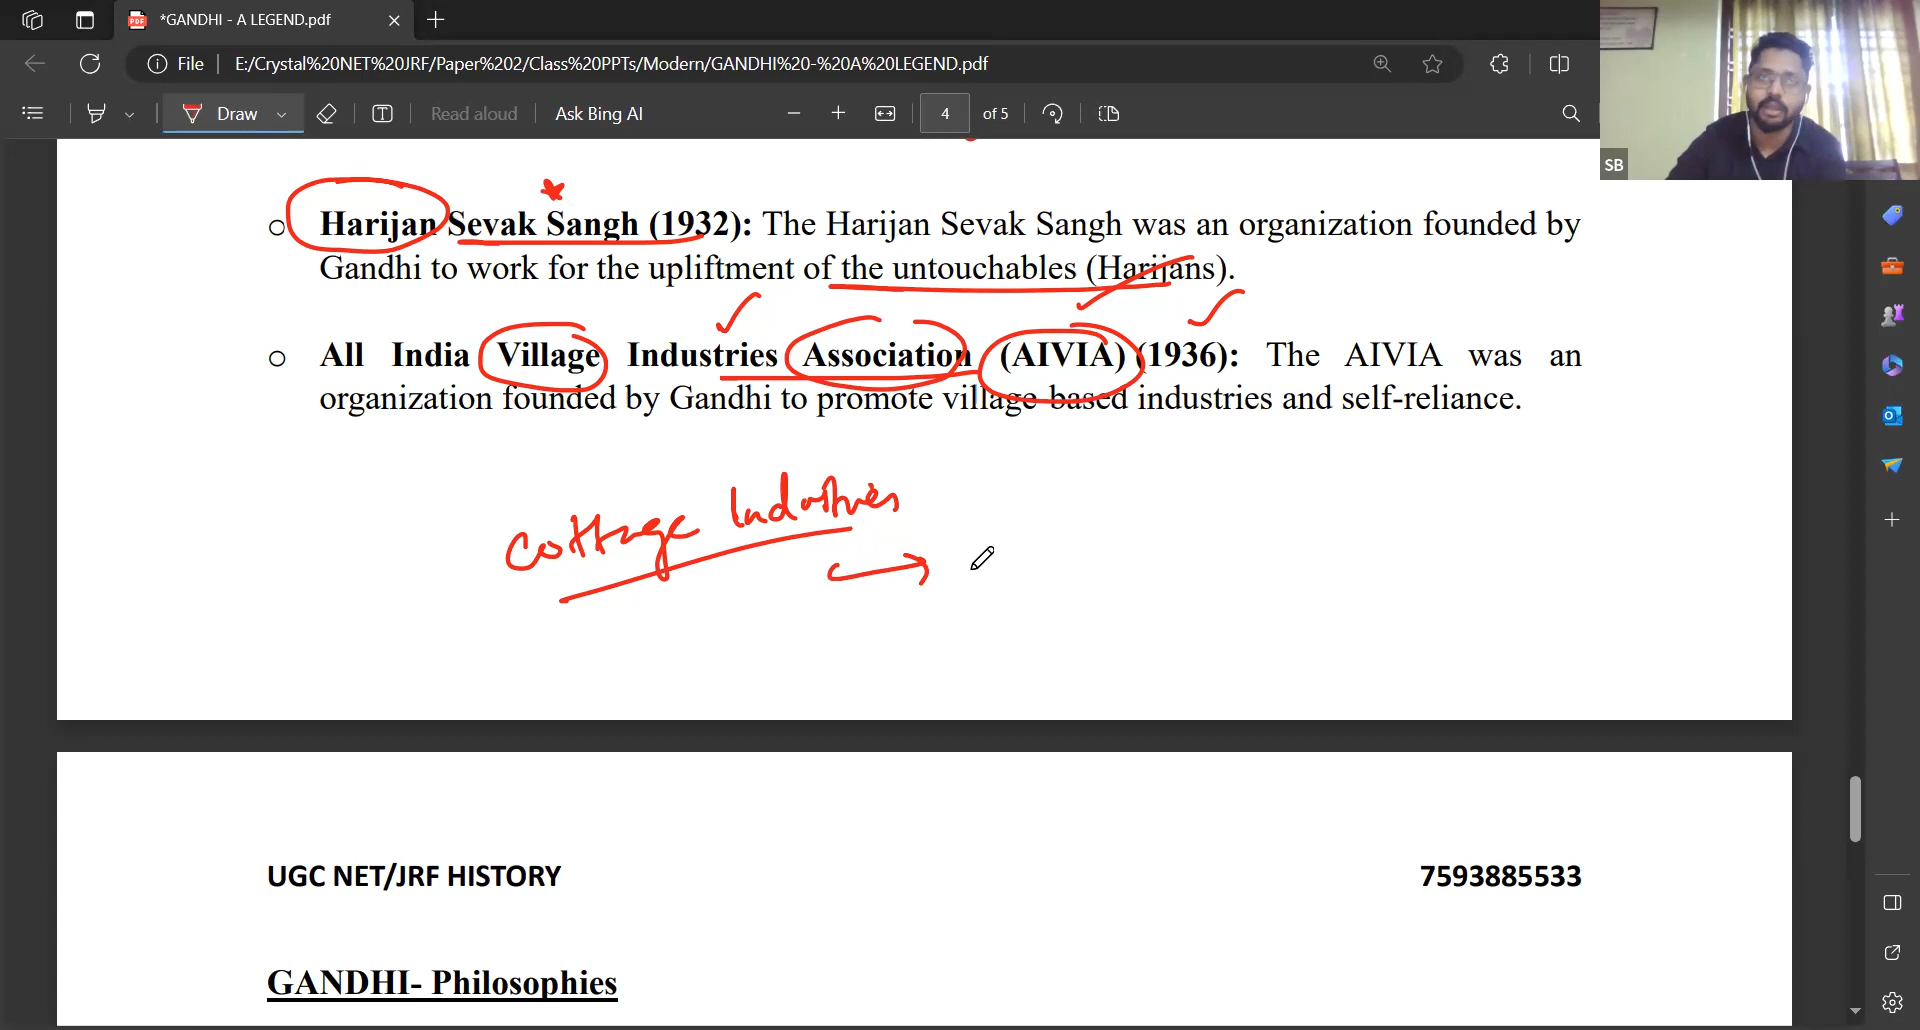 *GANDHI - A LEGEND.pdf
File E:/Crystal%20NET%20JRF/Paper%202/Class%20PPTs/Modern/GANDHI%20-%20A%20LEGEND.pdf
Draw Read aloud Ask Bing AI 4 of 5
SB
Harijan Sevak Sangh (1932): The Harijan Sevak Sangh was an organization founded by
Gandhi to work for the upliftment of the untouchables (Harijans).
All India Village Industries Association (AIVIA) (1936): The AIVIA was an
organization founded by Gandhi to promote village-based industries and self-reliance.
Cottage Industries
UGC NET/JRF HISTORY 7593885533
GANDHI- Philosophies